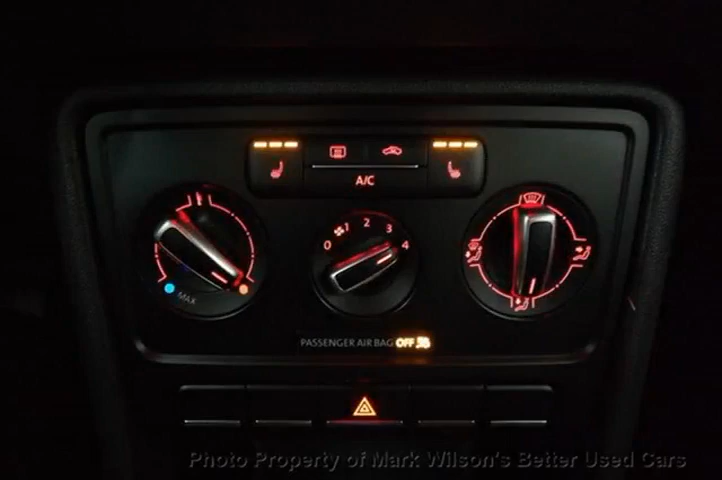 A/C
0 1 2 3 4
MAX
PASSENGER AIR BAG OFF
Photo Property of Mark Wilson's Better Used Cars